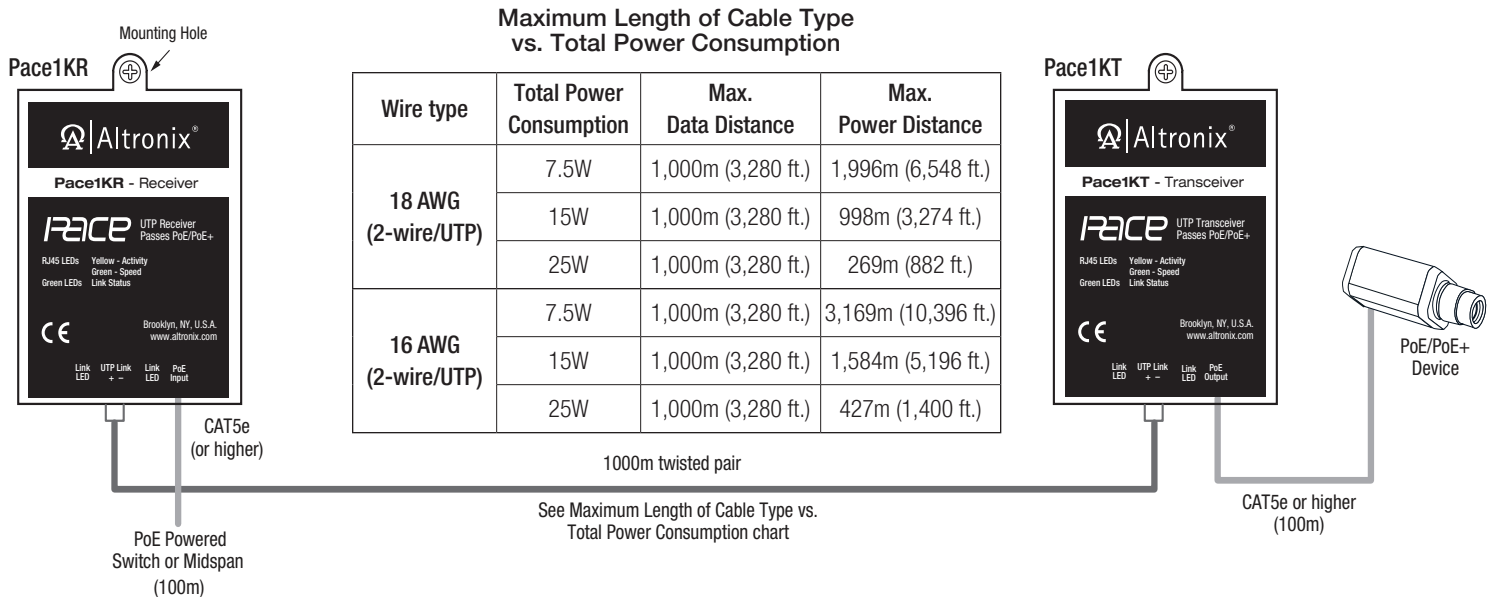 Maximum Length of Cable Type
vs. Total Power Consumption
Mounting Hole
Pace1KR
Altronix®
Pace1KR - Receiver
PACE
UTP Receiver
Passes PoE/PoE+
RJ45 LEDs Yellow - Activity
Green - Speed
Green LEDs Link Status
CE
Brooklyn, NY, U.S.A.
www.altronix.com
Link LED
UTP Link + –
Link LED
PoE Input
CAT5e
(or higher)
PoE Powered
Switch or Midspan
(100m)
Wire type Total Power Consumption Max. Data Distance Max. Power Distance
18 AWG
(2-wire/UTP)
7.5W 1,000m (3,280 ft.) 1,996m (6,548 ft.)
15W 1,000m (3,280 ft.) 998m (3,274 ft.)
25W 1,000m (3,280 ft.) 269m (882 ft.)
16 AWG
(2-wire/UTP)
7.5W 1,000m (3,280 ft.) 3,169m (10,396 ft.)
15W 1,000m (3,280 ft.) 1,584m (5,196 ft.)
25W 1,000m (3,280 ft.) 427m (1,400 ft.)
1000m twisted pair
See Maximum Length of Cable Type vs.
Total Power Consumption chart
Pace1KT
Altronix®
Pace1KT - Transceiver
PACE
UTP Transceiver
Passes PoE/PoE+
RJ45 LEDs Yellow - Activity
Green - Speed
Green LEDs Link Status
CE
Brooklyn, NY, U.S.A.
www.altronix.com
Link LED
UTP Link + –
Link LED
PoE Output
PoE/PoE+
Device
CAT5e or higher
(100m)